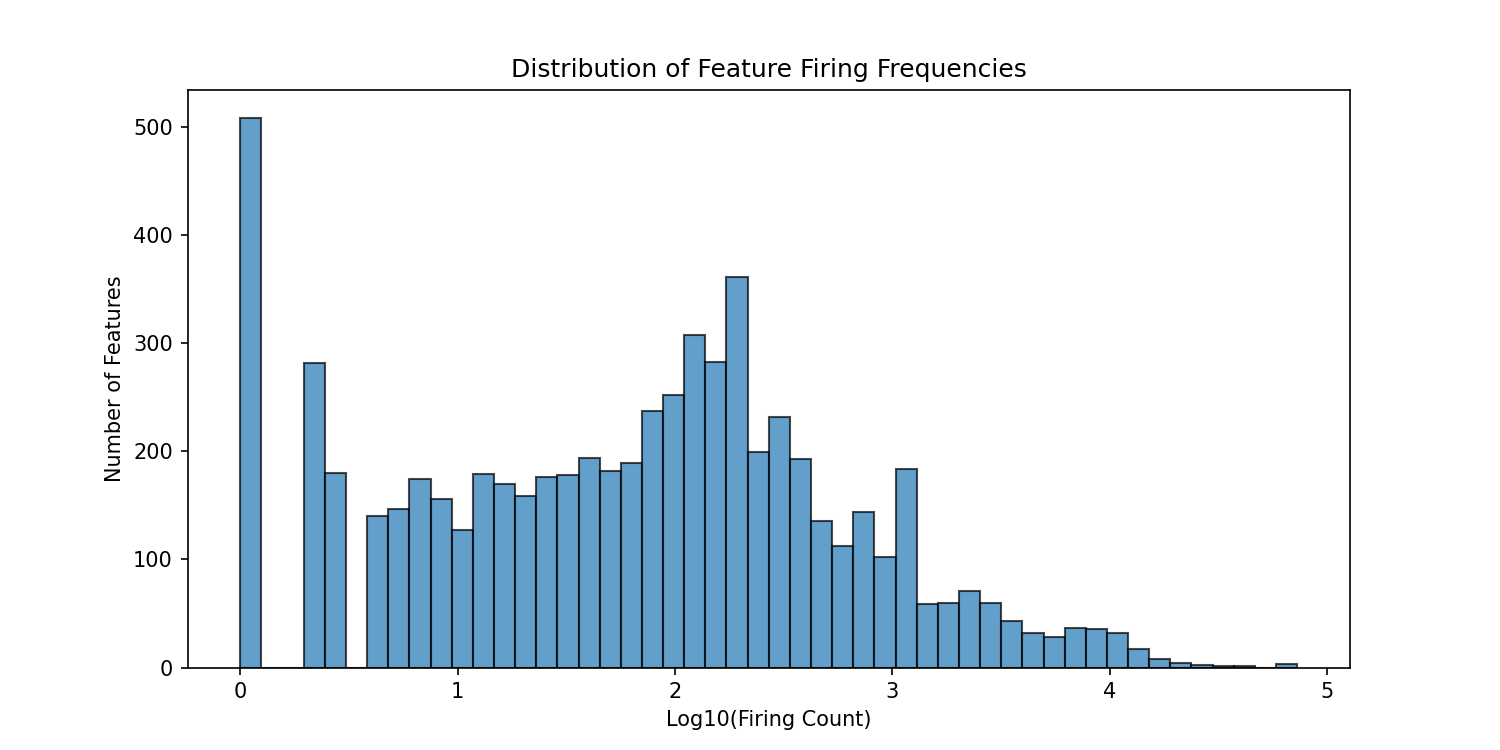 Distribution of Feature Firing Frequencies
500
400
300
200
100
0
Number of Features
0 1 2 3 4 5
Log10(Firing Count)